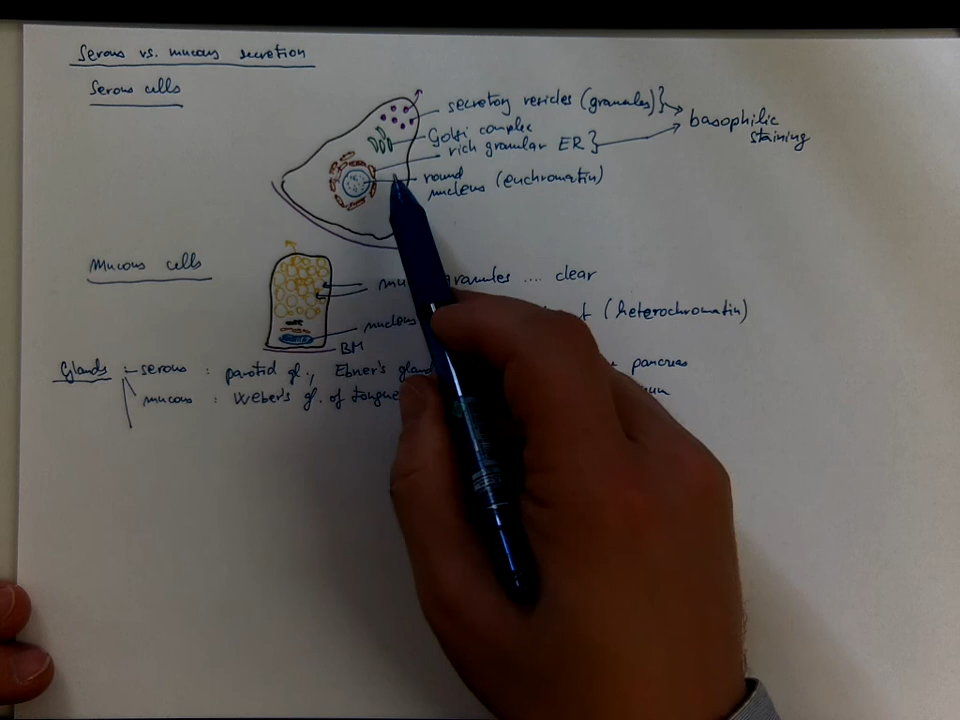 Serous vs. mucous secretion
Serous cells
secretory vesicles (granules)
Golgi complex
rich granular ER
basophilic
staining
round
nucleus (euchromatin)
Mucous cells
granules .... clear
nucleus
(heterochromatin)
BM
Glands - serous : parotid gl., Ebner's gland
pancreas
mucous : Weber's gl. of tongue